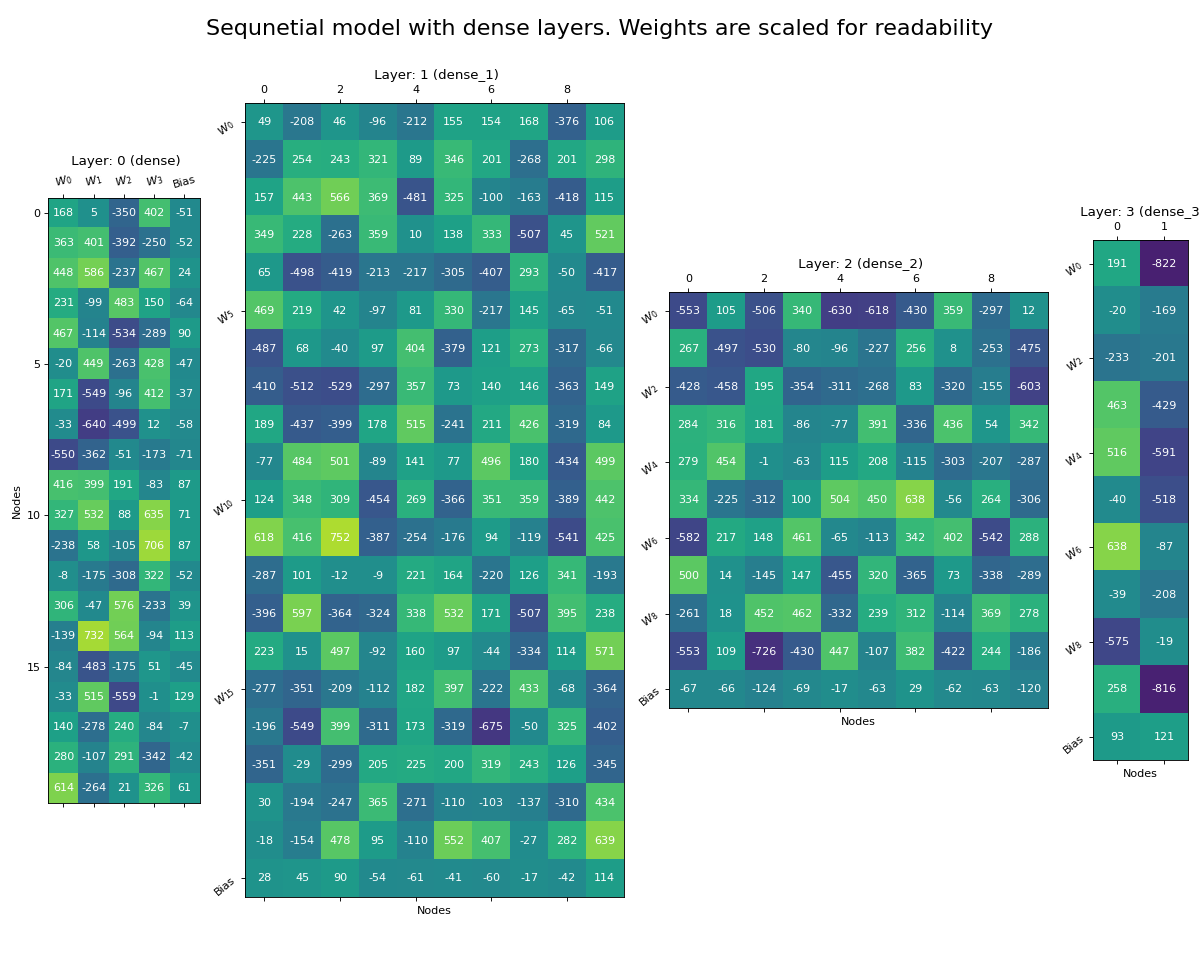 Sequnetial model with dense layers. Weights are scaled for readability
Layer: 0 (dense)
W0 W1 W2 W3 Bias
0 168 5 -350 402 -51
363 401 -392 -250 -52
448 586 -237 467 24
231 -99 483 150 -64
467 -114 -534 -289 90
5 -20 449 -263 428 -47
171 -549 -96 412 -37
-33 -640 -499 12 -58
-550 -362 -51 -173 -71
416 399 191 -83 87
10 327 532 88 635 71
-238 58 -105 706 87
-8 -175 -308 322 -52
306 -47 576 -233 39
-139 732 564 -94 113
15 -84 -483 -175 51 -45
-33 515 -559 -1 129
140 -278 240 -84 -7
280 -107 291 -342 -42
614 -264 21 326 61
Nodes
Layer: 1 (dense_1)
0 2 4 6 8
W0 49 -208 46 -96 -212 155 154 168 -376 106
-225 254 243 321 89 346 201 -268 201 298
157 443 566 369 -481 325 -100 -163 -418 115
349 228 -263 359 10 138 333 -507 45 521
65 -498 -419 -213 -217 -305 -407 293 -50 -417
W5 469 219 42 -97 81 330 -217 145 -65 -51
-487 68 -40 97 404 -379 121 273 -317 -66
-410 -512 -529 -297 357 73 140 146 -363 149
189 -437 -399 178 515 -241 211 426 -319 84
-77 484 501 -89 141 77 496 180 -434 499
W10 124 348 309 -454 269 -366 351 359 -389 442
618 416 752 -387 -254 -176 94 -119 -541 425
-287 101 -12 -9 221 164 -220 126 341 -193
-396 597 -364 -324 338 532 171 -507 395 238
223 15 497 -92 160 97 -44 -334 114 571
W15 -277 -351 -209 -112 182 397 -222 433 -68 -364
-196 -549 399 -311 173 -319 -675 -50 325 -402
-351 -29 -299 205 225 200 319 243 126 -345
30 -194 -247 365 -271 -110 -103 -137 -310 434
-18 -154 478 95 -110 552 407 -27 282 639
Bias 28 45 90 -54 -61 -41 -60 -17 -42 114
Nodes
Layer: 2 (dense_2)
0 2 4 6 8
W0 -553 105 -506 340 -630 -618 -430 359 -297 12
267 -497 -530 -80 -96 -227 256 8 -253 -475
W2 -428 -458 195 -354 -311 -268 83 -320 -155 -603
284 316 181 -86 -77 391 -336 436 54 342
W4 279 454 -1 -63 115 208 -115 -303 -207 -287
334 -225 -312 100 504 450 638 -56 264 -306
W6 -582 217 148 461 -65 -113 342 402 -542 288
500 14 -145 147 -455 320 -365 73 -338 -289
W8 -261 18 452 462 -332 239 312 -114 369 278
-553 109 -726 -430 447 -107 382 -422 244 -186
Bias -67 -66 -124 -69 -17 -63 29 -62 -63 -120
Nodes
Layer: 3 (dense_3
0 1
W0 191 -822
-20 -169
W2 -233 -201
463 -429
W4 516 -591
-40 -518
W6 638 -87
-39 -208
W8 -575 -19
258 -816
Bias 93 121
Nodes